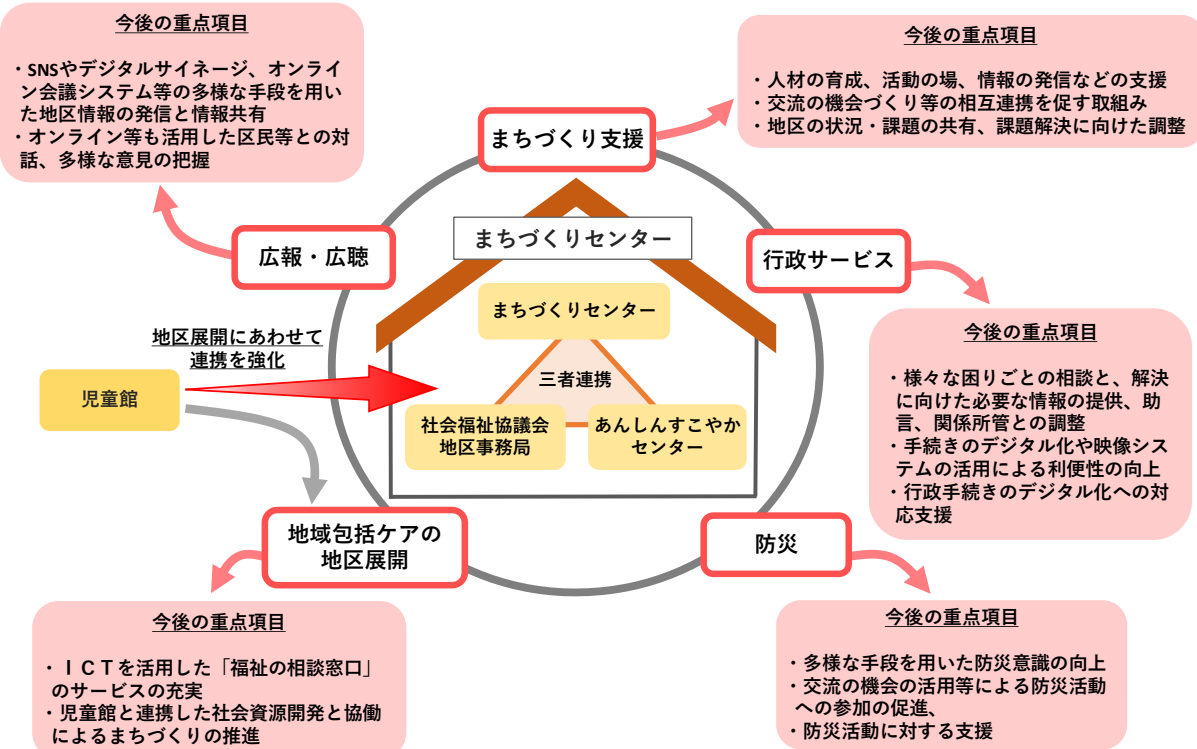 今後の重点項目
・SNSやデジタルサイネージ、オンライ
ン会議システム等の多様な手段を用い
た地区情報の発信と情報共有
・オンライン等も活用した区民等との対
話、多様な意見の把握
今後の重点項目
・人材の育成、活動の場、情報の発信などの支援
・交流の機会づくり等の相互連携を促す取組み
・地区の状況・課題の共有、課題解決に向けた調整
まちづくり支援
広報・広聴
まちづくりセンター
行政サービス
まちづくりセンター
三者連携
社会福祉協議会
地区事務局
あんしんすこやか
センター
地区展開にあわせて
連携を強化
児童館
今後の重点項目
・様々な困りごとの相談と、解決
に向けた必要な情報の提供、助
言、関係所管との調整
・手続きのデジタル化や映像シス
テムの活用による利便性の向上
・行政手続きのデジタル化への対
応支援
地域包括ケアの
地区展開
防災
今後の重点項目
・ＩＣＴを活用した「福祉の相談窓口」
のサービスの充実
・児童館と連携した社会資源開発と協働
によるまちづくりの推進
今後の重点項目
・多様な手段を用いた防災意識の向上
・交流の機会の活用等による防災活動
への参加の促進、
・防災活動に対する支援